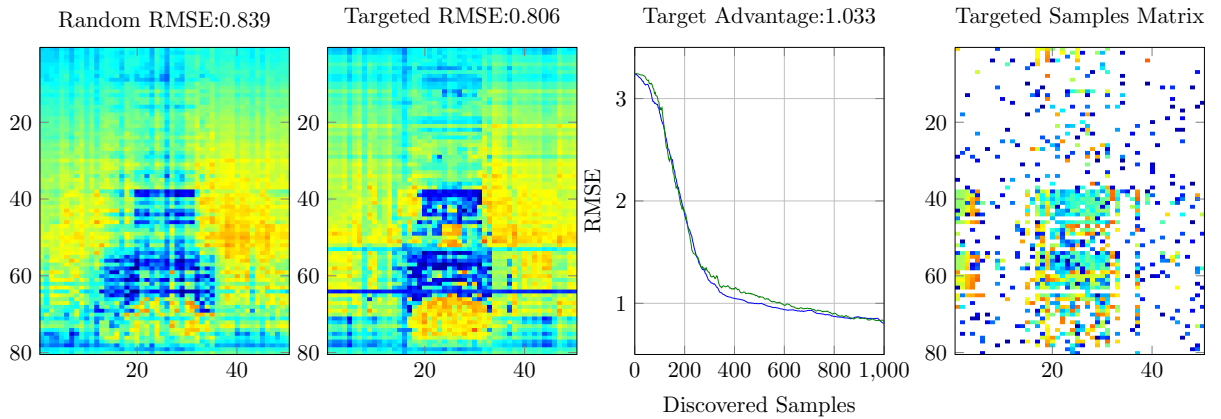 Random RMSE:0.839
Targeted RMSE:0.806
Target Advantage:1.033
Targeted Samples Matrix
20
40
60
80
20 40
20
40
60
80
20 40
RMSE
3
2
1
0 200 400 600 800 1,000
Discovered Samples
20
40
60
80
20 40